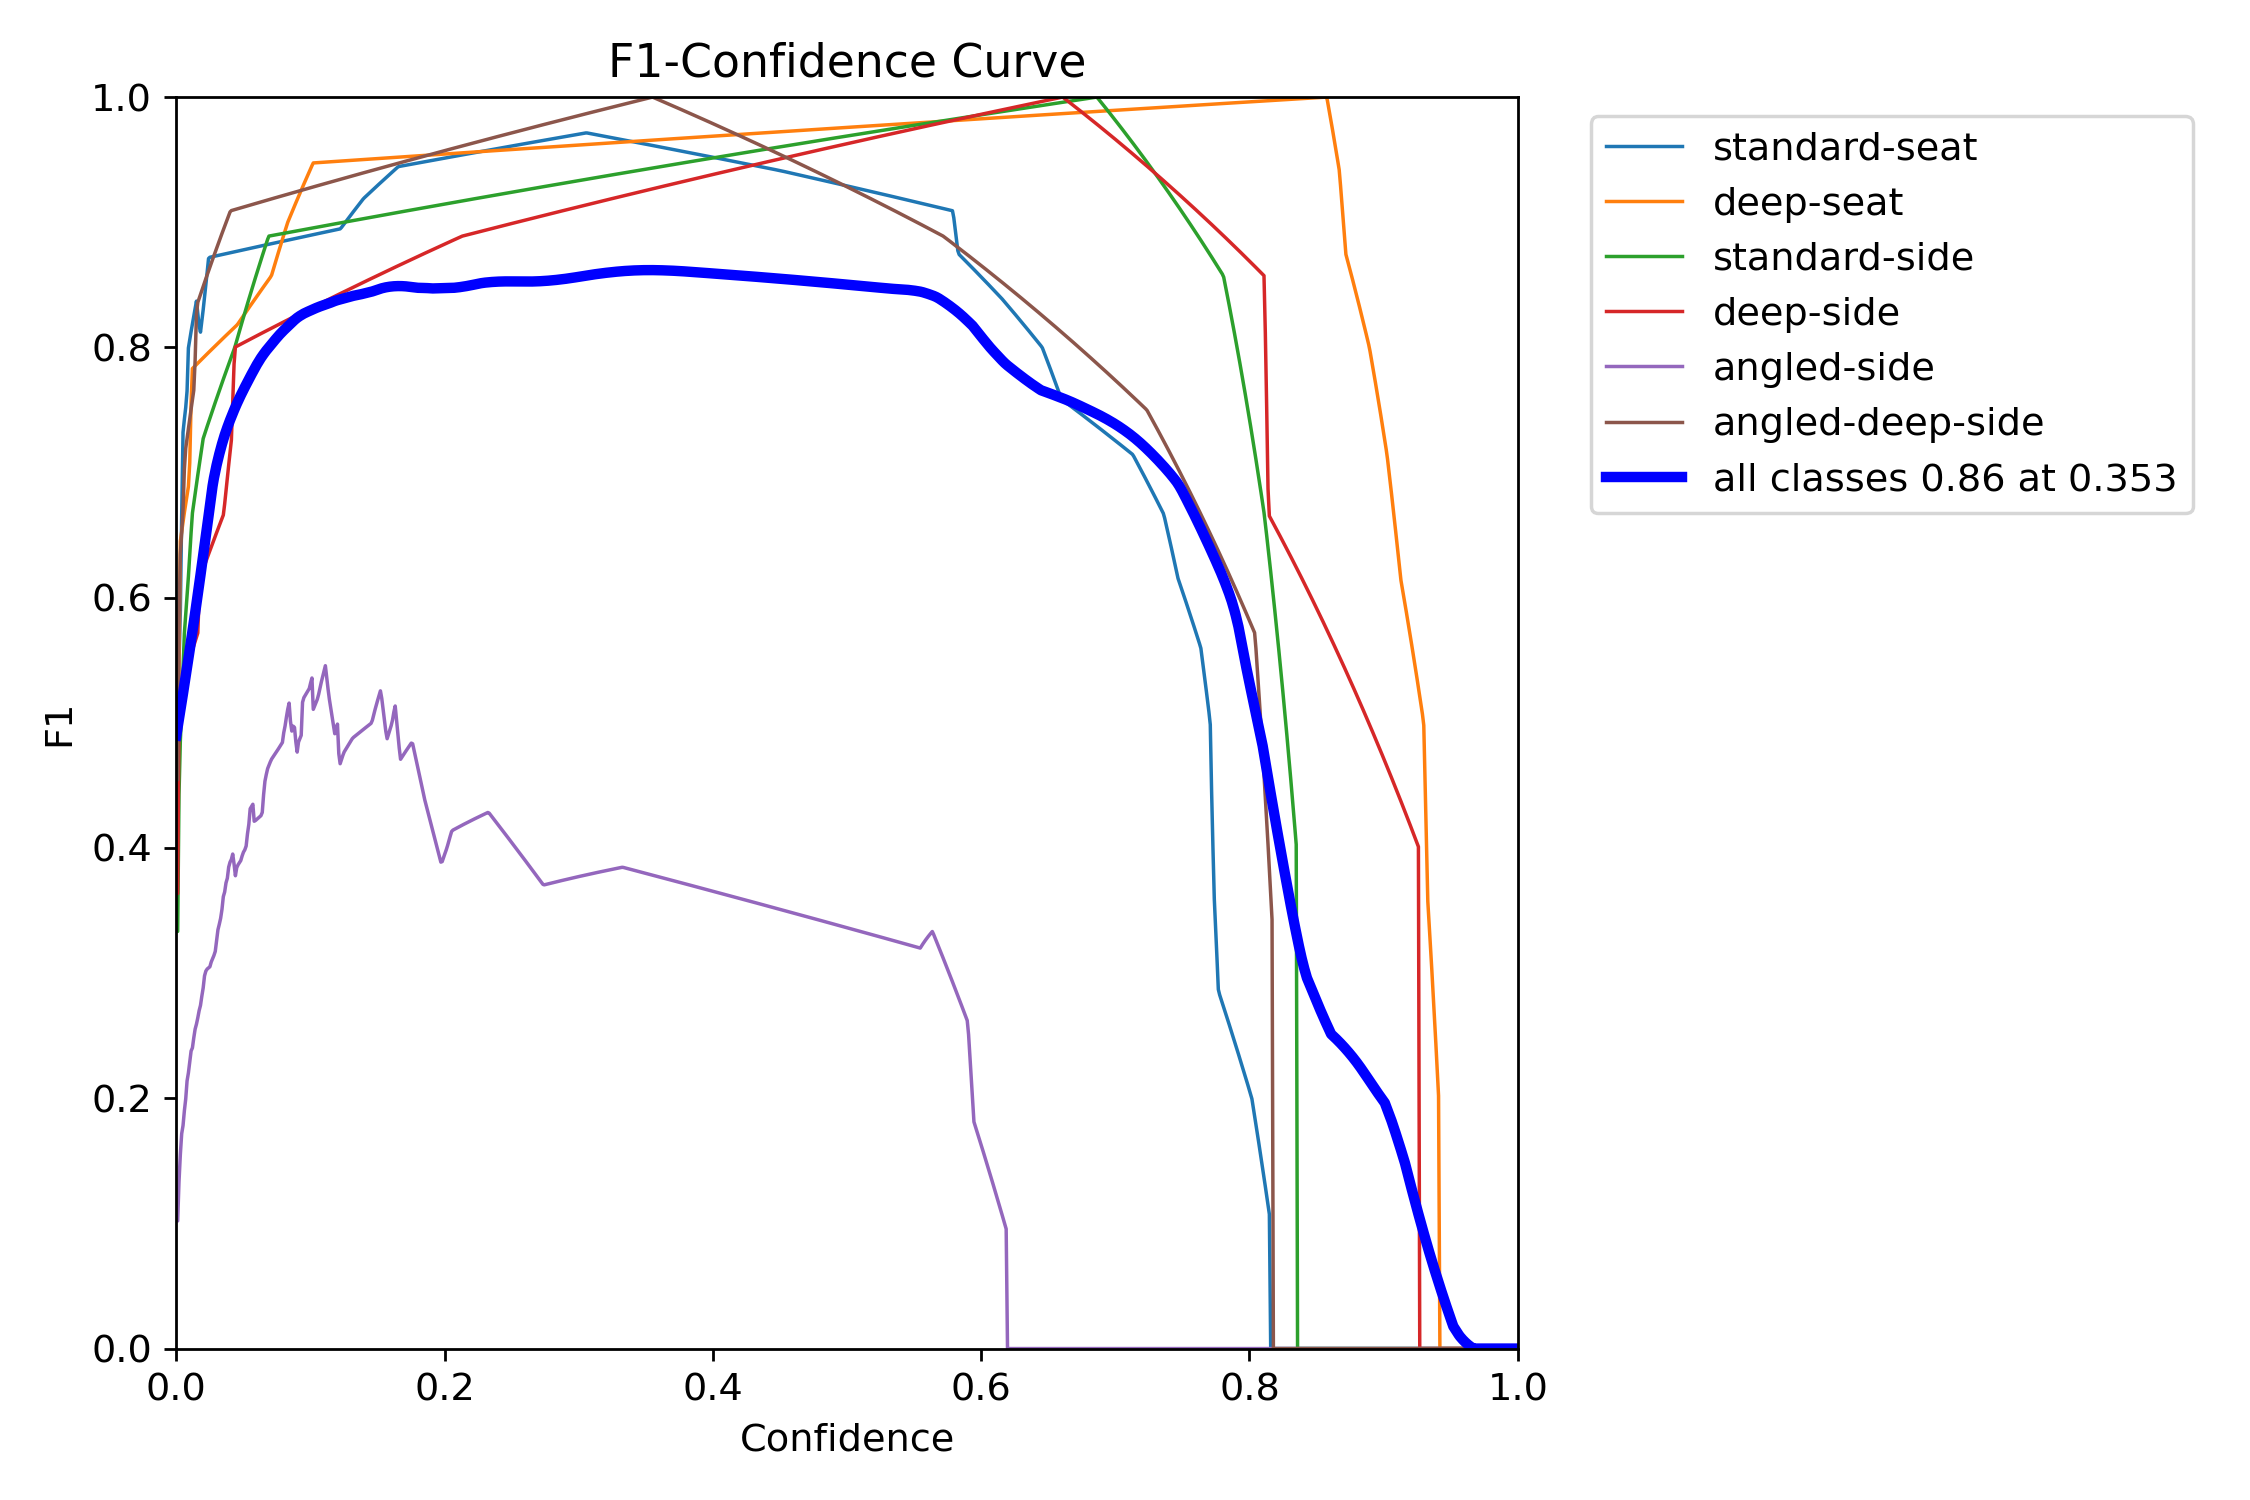 F1-Confidence Curve
1.0
0.8
0.6
0.4
0.2
0.0
F1
0.0 0.2 0.4 0.6 0.8 1.0
Confidence
standard-seat
deep-seat
standard-side
deep-side
angled-side
angled-deep-side
all classes 0.86 at 0.353